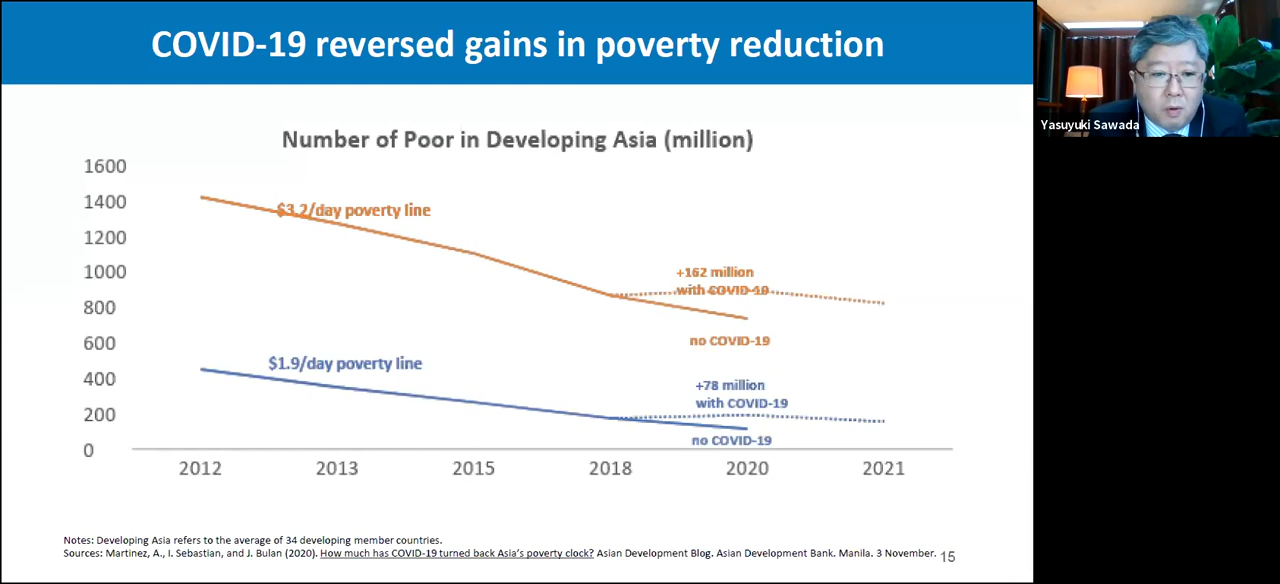 COVID-19 reversed gains in poverty reduction
Yasuyuki Sawada
Number of Poor in Developing Asia (million)
1600
1400
1200
1000
800
600
400
200
0
$3.2/day poverty line
+162 million
with COVID-19
no COVID-19
$1.9/day poverty line
+78 million
with COVID-19
no COVID-19
2012 2013 2015 2018 2020 2021
Notes: Developing Asia refers to the average of 34 developing member countries.
Sources: Martinez, A., I. Sebastian, and J. Bulan (2020). How much has COVID-19 turned back Asia's poverty clock? Asian Development Blog. Asian Development Bank. Manila. 3 November.
15